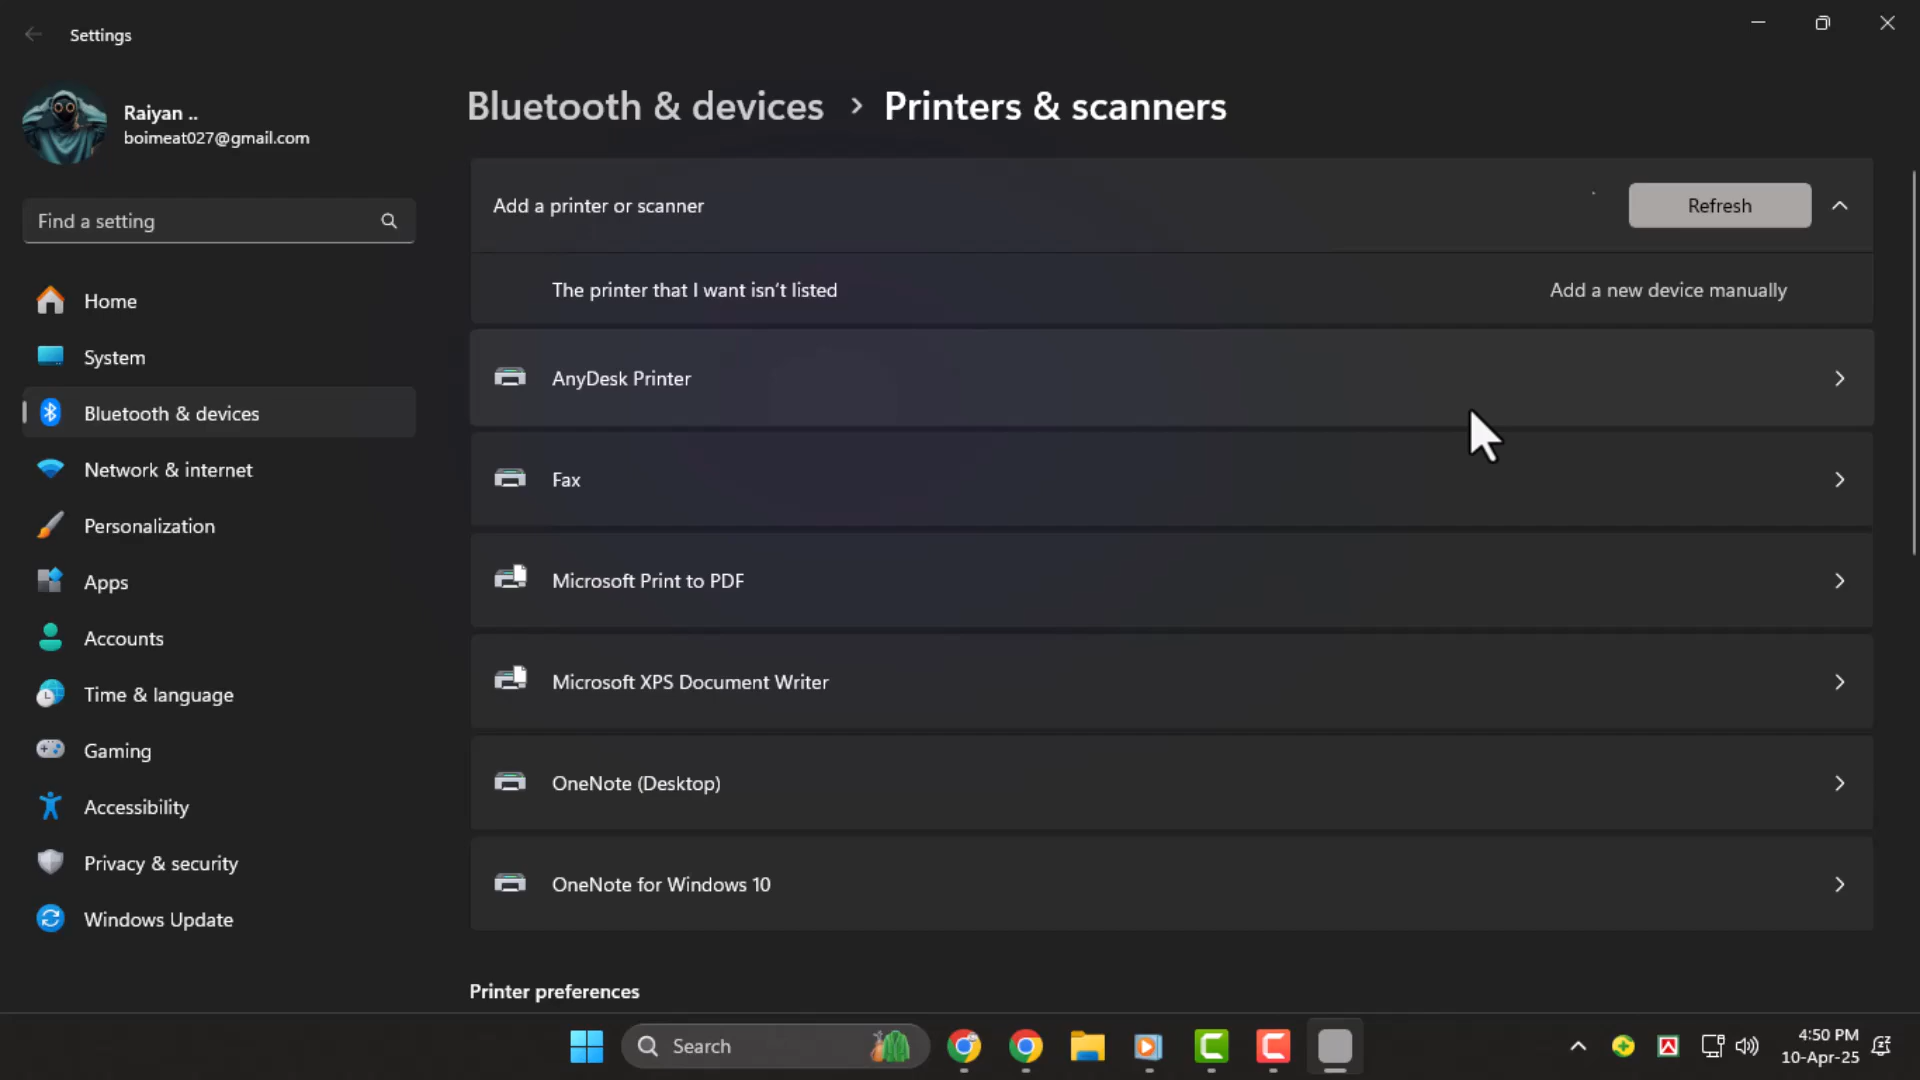 Settings
Raiyan ..
boimeat027@gmail.com
Find a setting
Home
System
Bluetooth & devices
Network & internet
Personalization
Apps
Accounts
Time & language
Gaming
Accessibility
Privacy & security
Windows Update
Bluetooth & devices > Printers & scanners
Add a printer or scanner
Refresh
The printer that I want isn't listed
Add a new device manually
AnyDesk Printer
Fax
Microsoft Print to PDF
Microsoft XPS Document Writer
OneNote (Desktop)
OneNote for Windows 10
Printer preferences
Search
4:50 PM
10-Apr-25